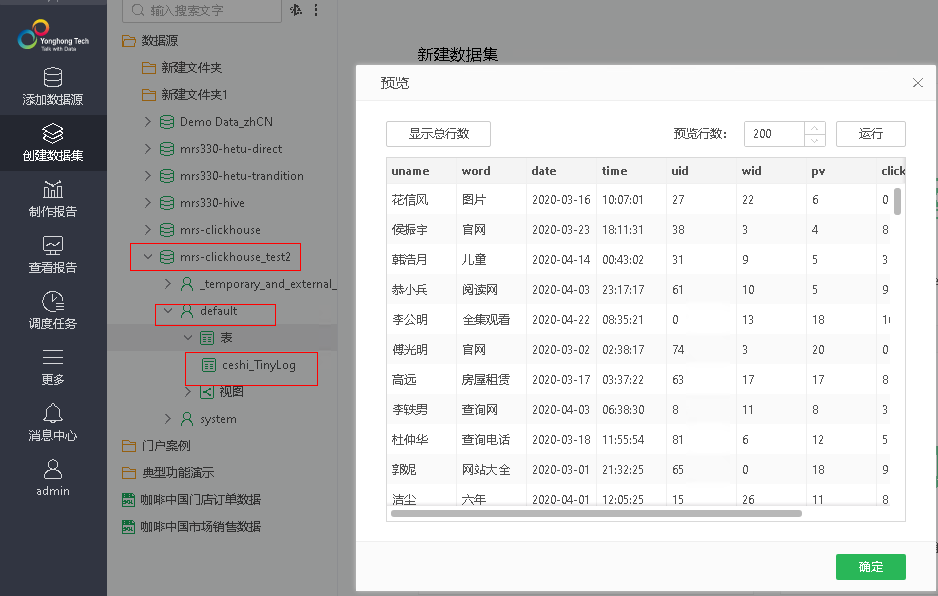 Yonghong Tech
Talk with Data
添加数据源
创建数据集
制作报告
查看报告
调度任务
更多
消息中心
admin
输入搜索文字
数据源
新建文件夹
新建文件夹1
Demo Data_zhCN
mrs330-hetu-direct
mrs330-hetu-trandition
mrs330-hive
mrs-clickhouse
mrs-clickhouse_test2
_temporary_and_external_
default
表
ceshi_TinyLog
视图
system
门户案例
典型功能演示
咖啡中国门店订单数据
咖啡中国市场销售数据
新建数据集
预览
显示总行数 预览行数: 200 运行
uname word date time uid wid pv click
花信风 图片 2020-03-16 10:07:01 27 22 6 0
侯振宇 官网 2020-03-23 18:11:31 38 3 4 8
韩浩月 儿童 2020-04-14 00:43:02 31 9 5 3
恭小兵 阅读网 2020-04-03 23:17:17 61 10 5 9
李公明 全集观看 2020-04-22 08:35:21 0 13 18
傅光明 官网 2020-03-02 02:38:17 74 3 20 0
高远 房屋租赁 2020-03-17 03:37:22 63 17 17 8
李轶男 查询网 2020-04-03 06:38:30 8 11 8 3
杜仲华 查询电话 2020-03-18 11:55:54 81 6 12 5
郭妮 网站大全 2020-03-01 21:32:25 65 0 18 9
洁尘 六年 2020-04-01 12:05:25 15 26 11 8
确定